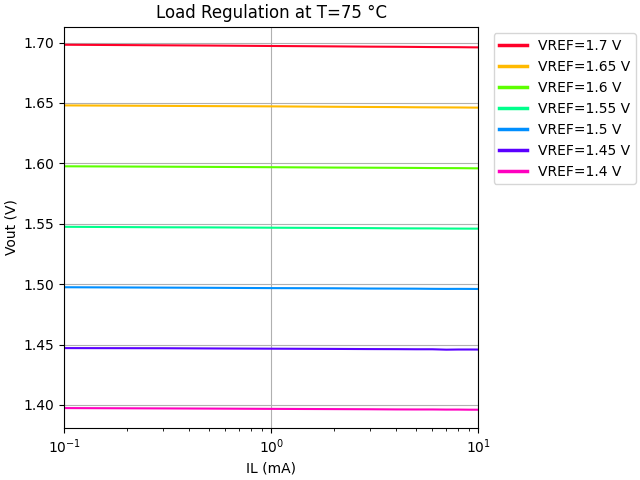 Load Regulation at T=75 °C
Vout (V)
1.70
1.65
1.60
1.55
1.50
1.45
1.40
10⁻¹
10⁰
10¹
IL (mA)
VREF=1.7 V
VREF=1.65 V
VREF=1.6 V
VREF=1.55 V
VREF=1.5 V
VREF=1.45 V
VREF=1.4 V